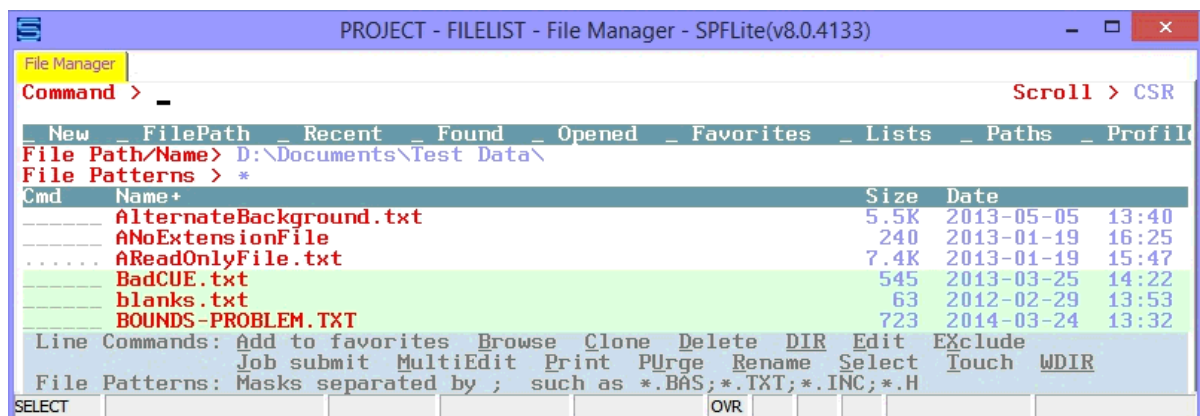 PROJECT - FILELIST - File Manager - SPFLite(v8.0.4133)
File Manager
Command > _ Scroll > CSR
_ New _ FilePath _ Recent _ Found _ Opened _ Favorites _ Lists _ Paths _ Profile
File Path/Name> D:\Documents\Test Data\
File Patterns > *
Cmd Name+ Size Date
______ AlternateBackground.txt 5.5K 2013-05-05 13:40
______ ANoExtensionFile 240 2013-01-19 16:25
...... AReadOnlyFile.txt 7.4K 2013-01-19 15:47
______ BadCUE.txt 545 2013-03-25 14:22
______ blanks.txt 63 2012-02-29 13:53
______ BOUNDS-PROBLEM.TXT 723 2014-03-24 13:32
Line Commands: Add to favorites Browse Clone Delete DIR Edit EXclude
Job submit MultiEdit Print PUrge Rename Select Touch WDIR
File Patterns: Masks separated by ; such as *.BAS;*.TXT;*.INC;*.H
SELECT OVR